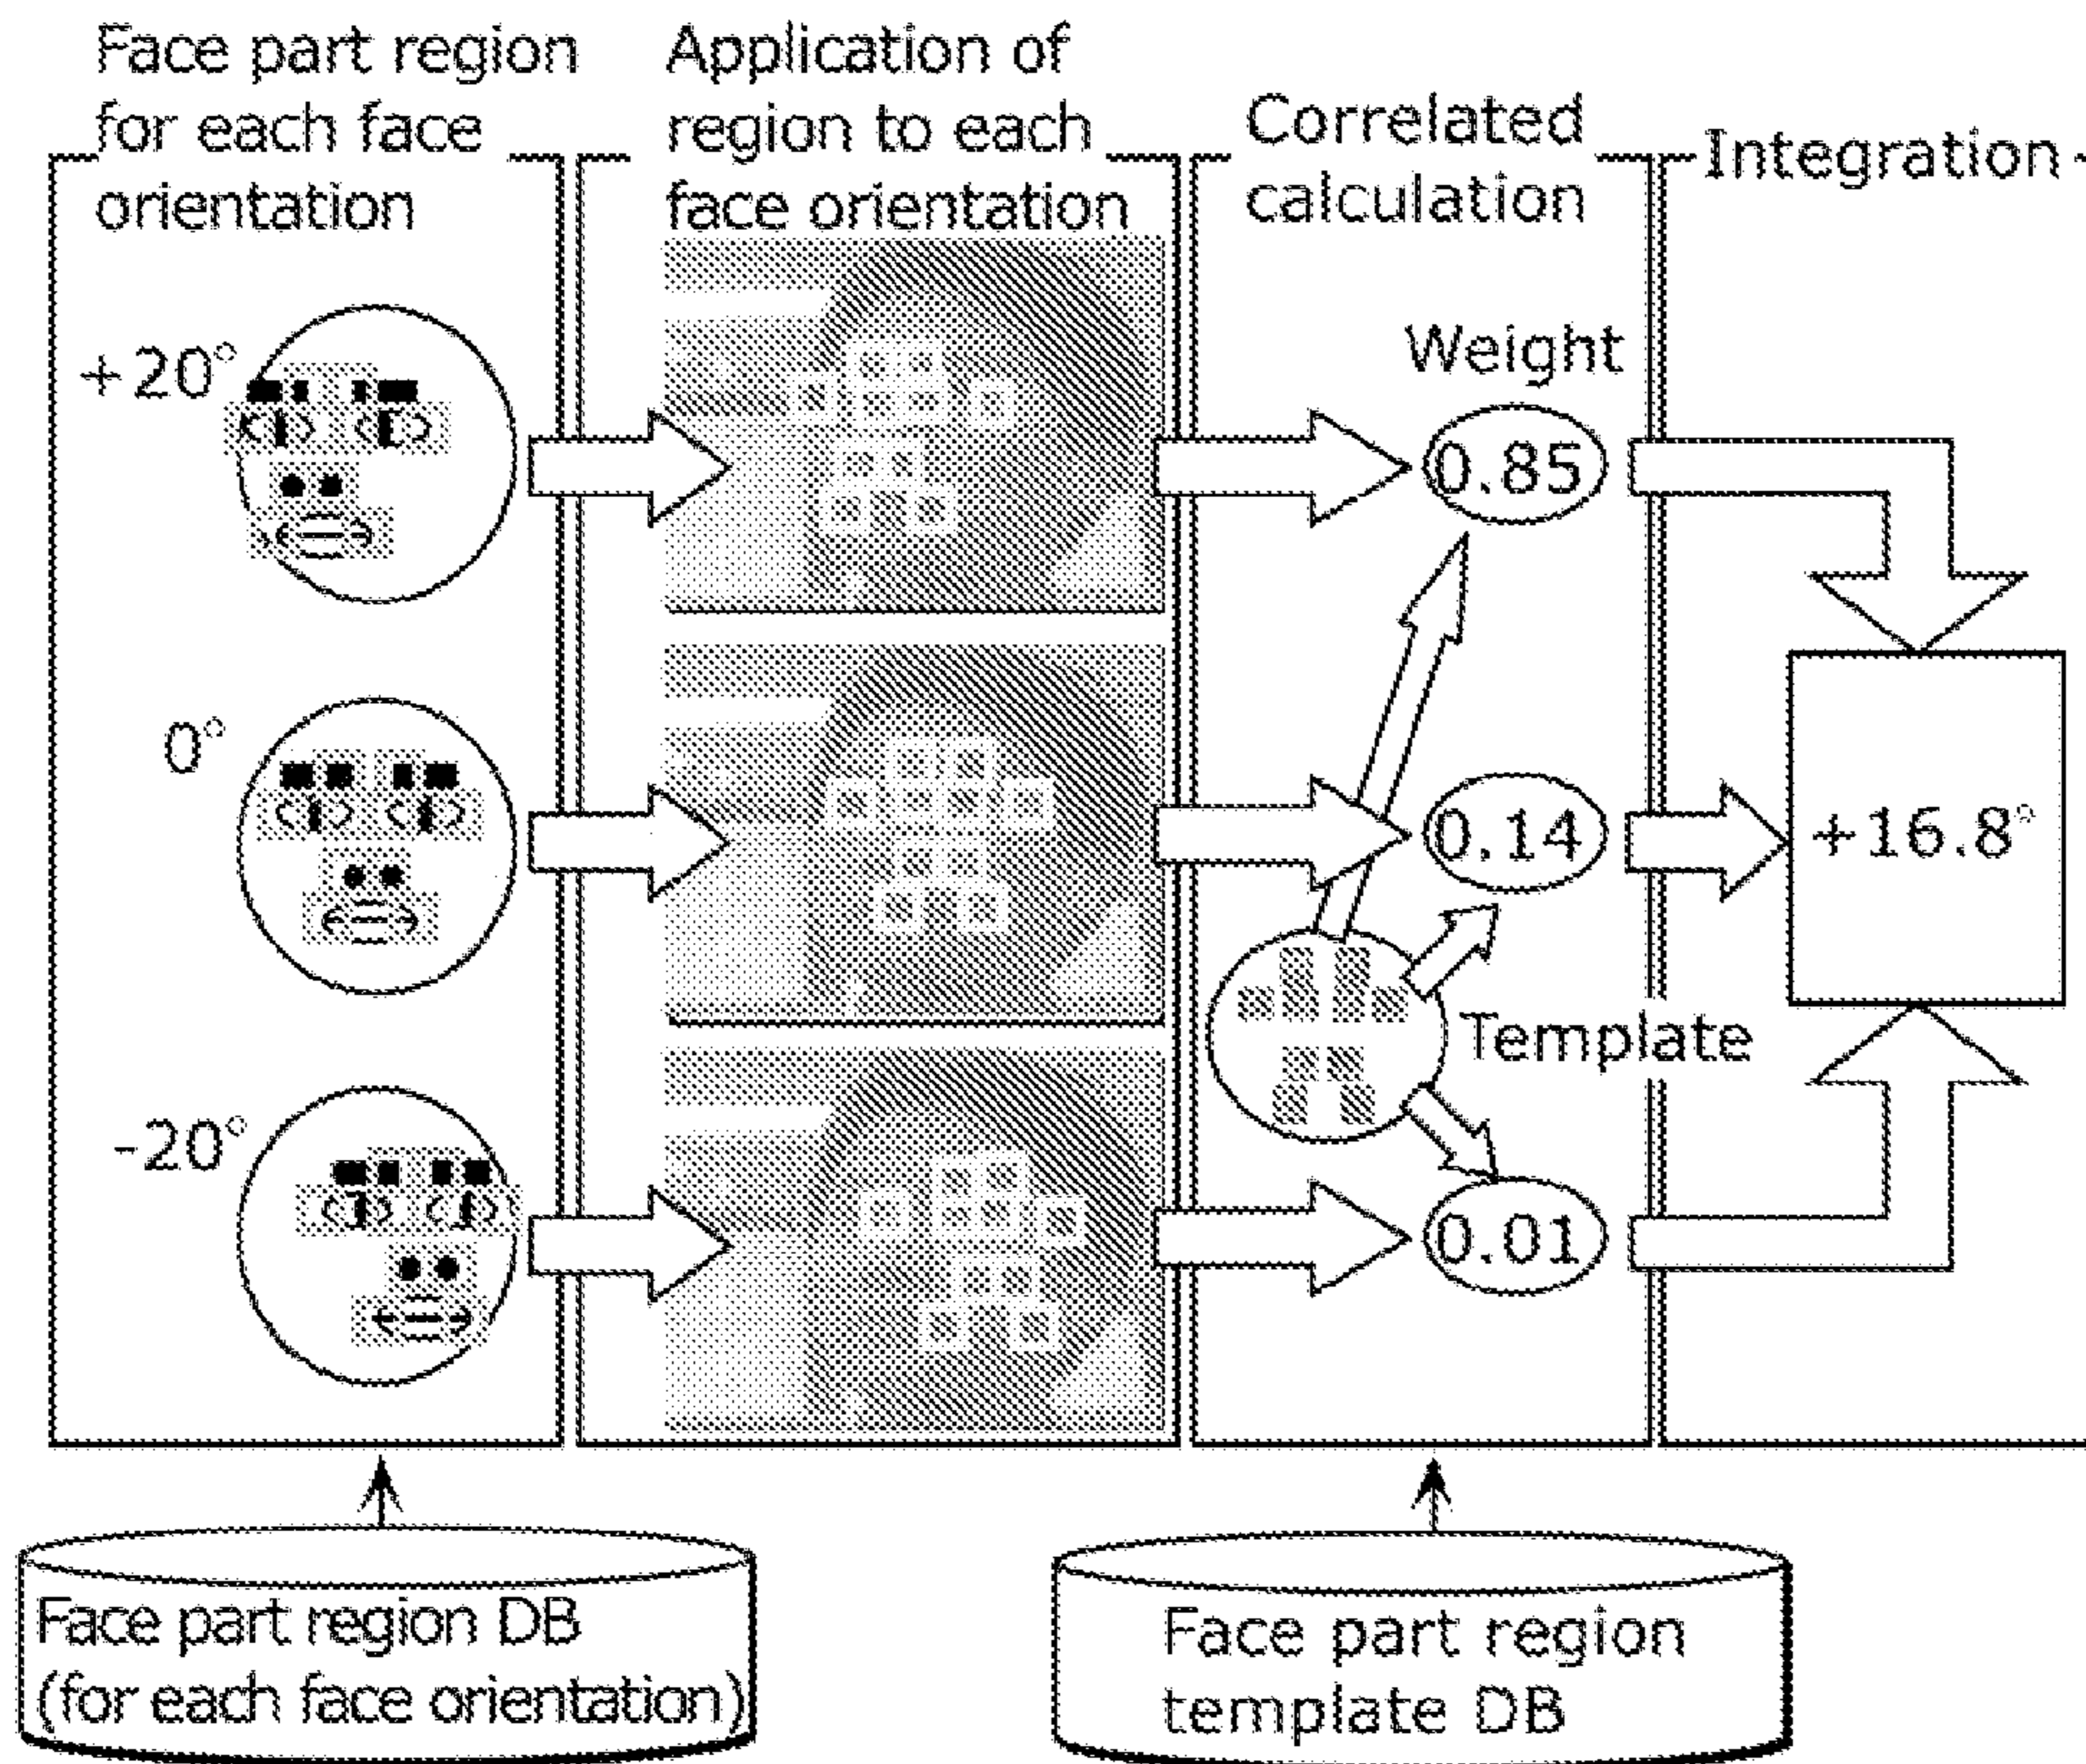 Face part region
for each face
orientation
Application of
region to each
face orientation
Correlated
calculation
Integration
+20°
0°
-20°
Weight
0.85
0.14
0.01
Template
+16.8°
Face part region DB
(for each face orientation)
Face part region
template DB